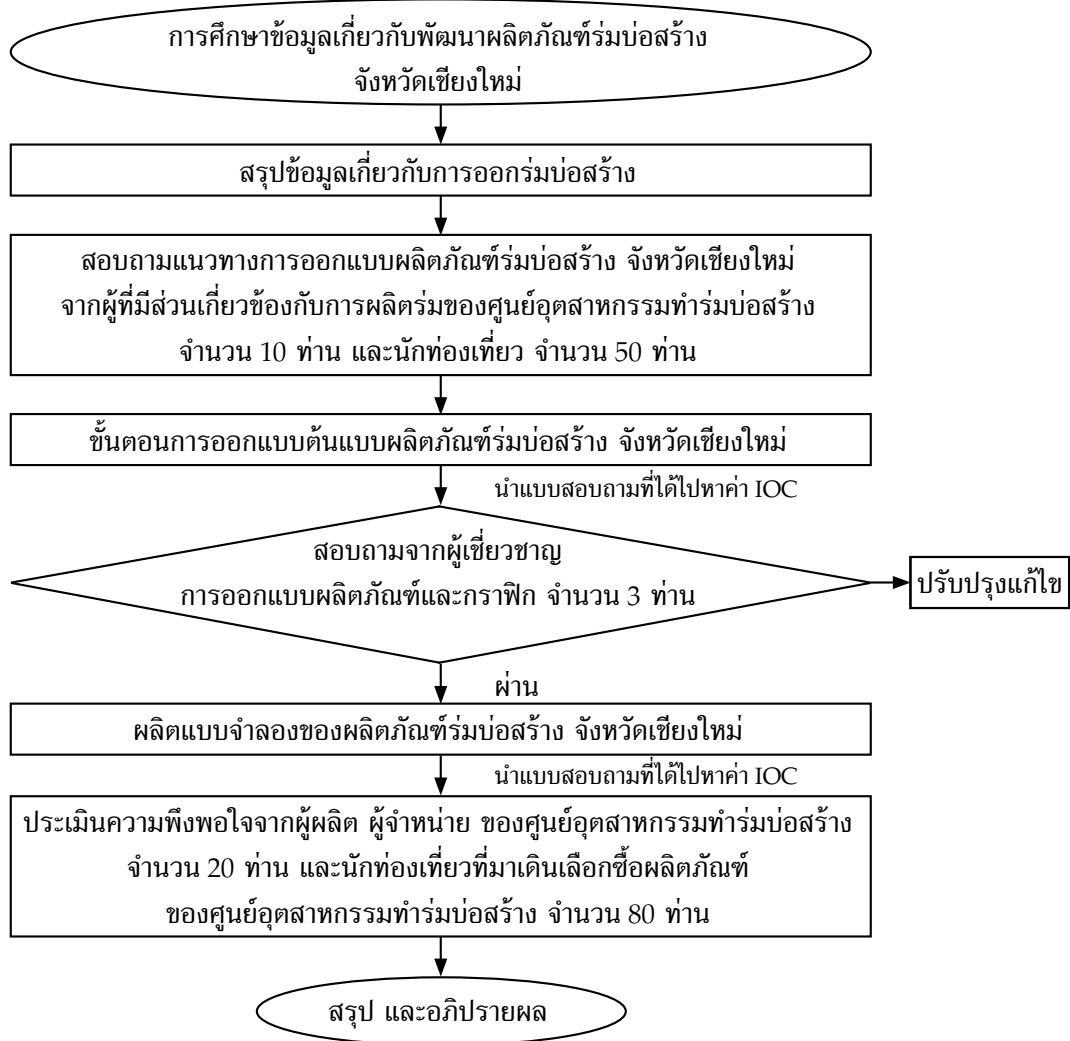 การศึกษาข้อมูลเกี่ยวกับพัฒนาผลิตภัณฑ์ร่มบ่อสร้าง
จังหวัดเชียงใหม่
สรุปข้อมูลเกี่ยวกับการออกร่มบ่อสร้าง
สอบถามแนวทางการออกแบบผลิตภัณฑ์ร่มบ่อสร้าง จังหวัดเชียงใหม่
จากผู้ที่มีส่วนเกี่ยวข้องกับการผลิตร่มของศูนย์อุตสาหกรรมทำร่มบ่อสร้าง
จำนวน 10 ท่าน และนักท่องเที่ยว จำนวน 50 ท่าน
ขั้นตอนการออกแบบต้นแบบผลิตภัณฑ์ร่มบ่อสร้าง จังหวัดเชียงใหม่
นำแบบสอบถามที่ได้ไปหาค่า IOC
สอบถามจากผู้เชี่ยวชาญ
การออกแบบผลิตภัณฑ์และกราฟิก จำนวน 3 ท่าน
ปรับปรุงแก้ไข
ผ่าน
ผลิตแบบจำลองของผลิตภัณฑ์ร่มบ่อสร้าง จังหวัดเชียงใหม่
นำแบบสอบถามที่ได้ไปหาค่า IOC
ประเมินความพึงพอใจจากผู้ผลิต ผู้จำหน่าย ของศูนย์อุตสาหกรรมทำร่มบ่อสร้าง
จำนวน 20 ท่าน และนักท่องเที่ยวที่มาเดินเลือกซื้อผลิตภัณฑ์
ของศูนย์อุตสาหกรรมทำร่มบ่อสร้าง จำนวน 80 ท่าน
สรุป และอภิปรายผล